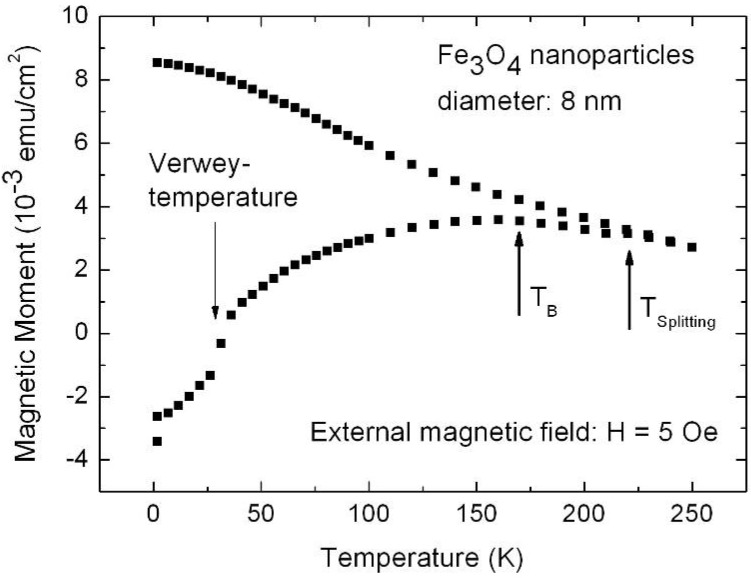 Fe3O4 nanoparticles
diameter: 8 nm
Verwey-
temperature
TB
TSplitting
External magnetic field: H = 5 Oe
Magnetic Moment (10-3 emu/cm2)
10
8
6
4
2
0
-2
-4
0
50
100
150
200
250
Temperature (K)